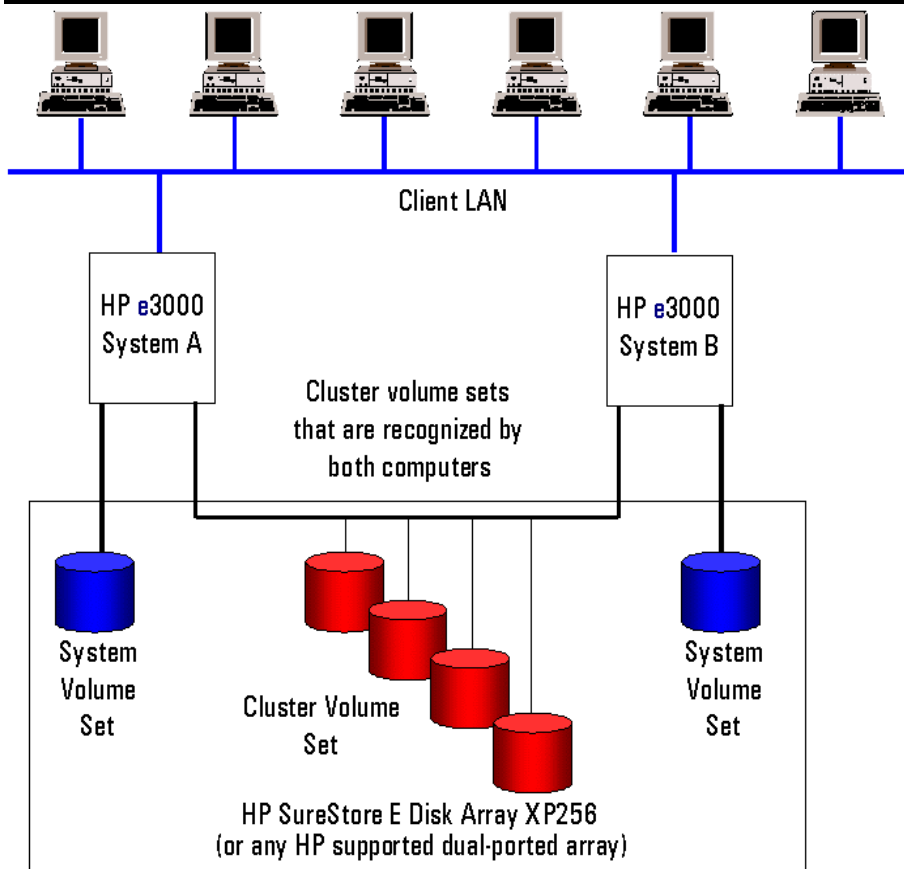 Client LAN
HP e3000
System A
HP e3000
System B
Cluster volume sets
that are recognized by
both computers
System
Volume
Set
Cluster Volume
Set
System
Volume
Set
HP SureStore E Disk Array XP256
(or any HP supported dual-ported array)